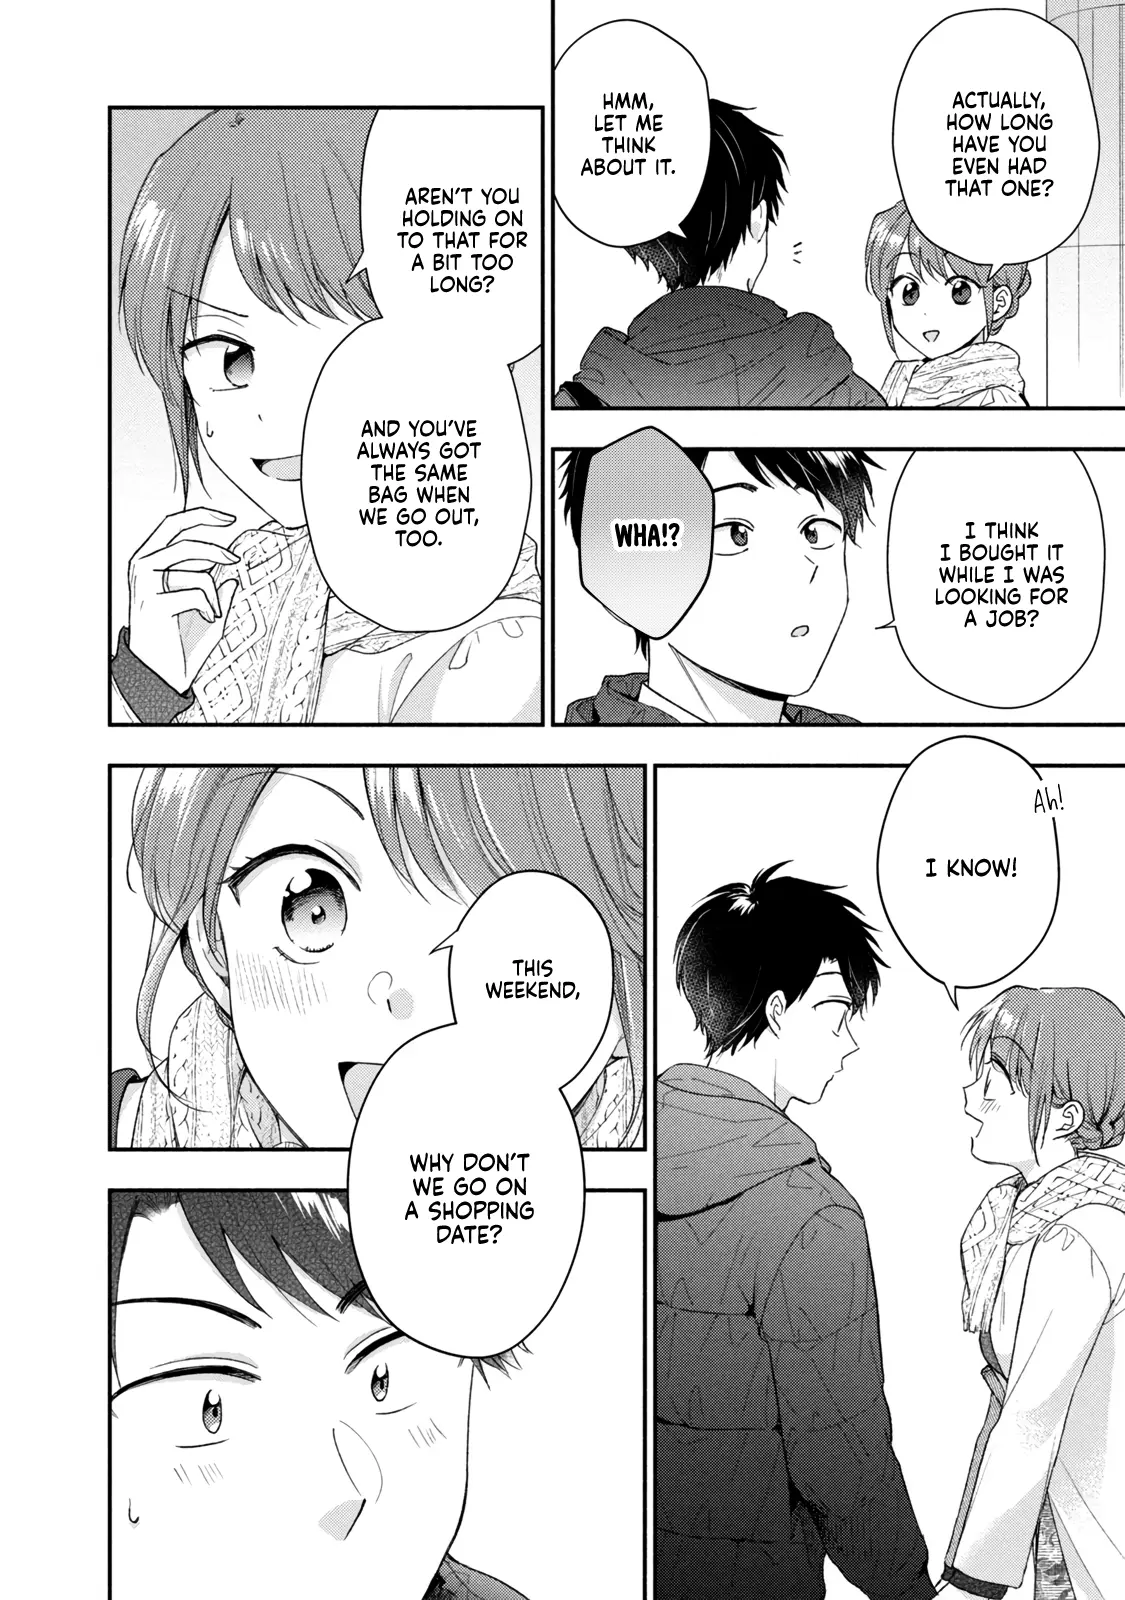 ACTUALLY,
HOW LONG
HAVE YOU
EVEN HAD
THAT ONE?
HMM,
LET ME
THINK
ABOUT IT.
I THINK
I BOUGHT IT
WHILE I WAS
LOOKING FOR
A JOB?
WHA!?
AREN'T YOU
HOLDING ON
TO THAT FOR
A BIT TOO
LONG?
AND YOU'VE
ALWAYS GOT
THE SAME
BAG WHEN
WE GO OUT,
TOO.
Ah!
I KNOW!
THIS
WEEKEND,
WHY DON'T
WE GO ON
A SHOPPING
DATE?